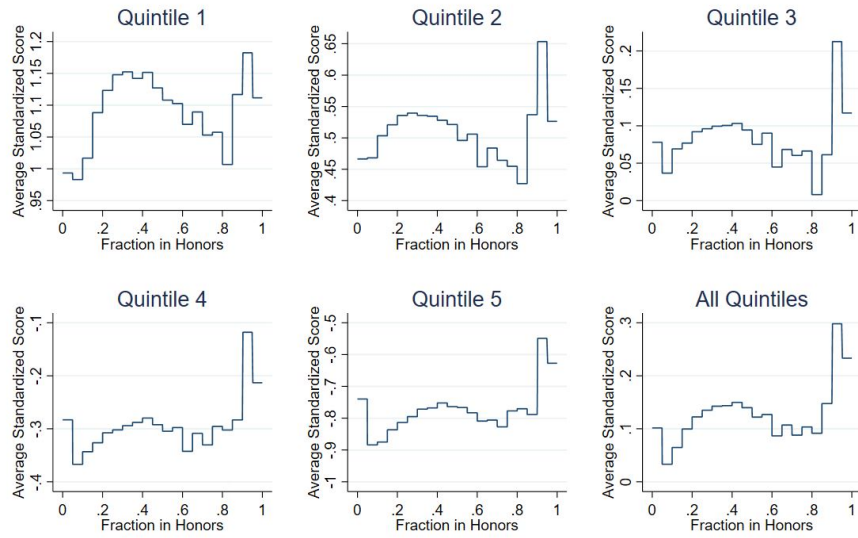 Quintile 1
Average Standardized Score
.95 1 1.05 1.1 1.15 1.2
0 .2 .4 .6 .8 1
Fraction in Honors
Quintile 2
Average Standardized Score
.4 .45 .5 .55 .6 .65
0 .2 .4 .6 .8 1
Fraction in Honors
Quintile 3
Average Standardized Score
0 .05 .1 .15 .2
0 .2 .4 .6 .8 1
Fraction in Honors
Quintile 4
Average Standardized Score
-.4 -.3 -.2 -.1
0 .2 .4 .6 .8 1
Fraction in Honors
Quintile 5
Average Standardized Score
-1 -.9 -.8 -.7 -.6 -.5
0 .2 .4 .6 .8 1
Fraction in Honors
All Quintiles
Average Standardized Score
0 .1 .2 .3
0 .2 .4 .6 .8 1
Fraction in Honors